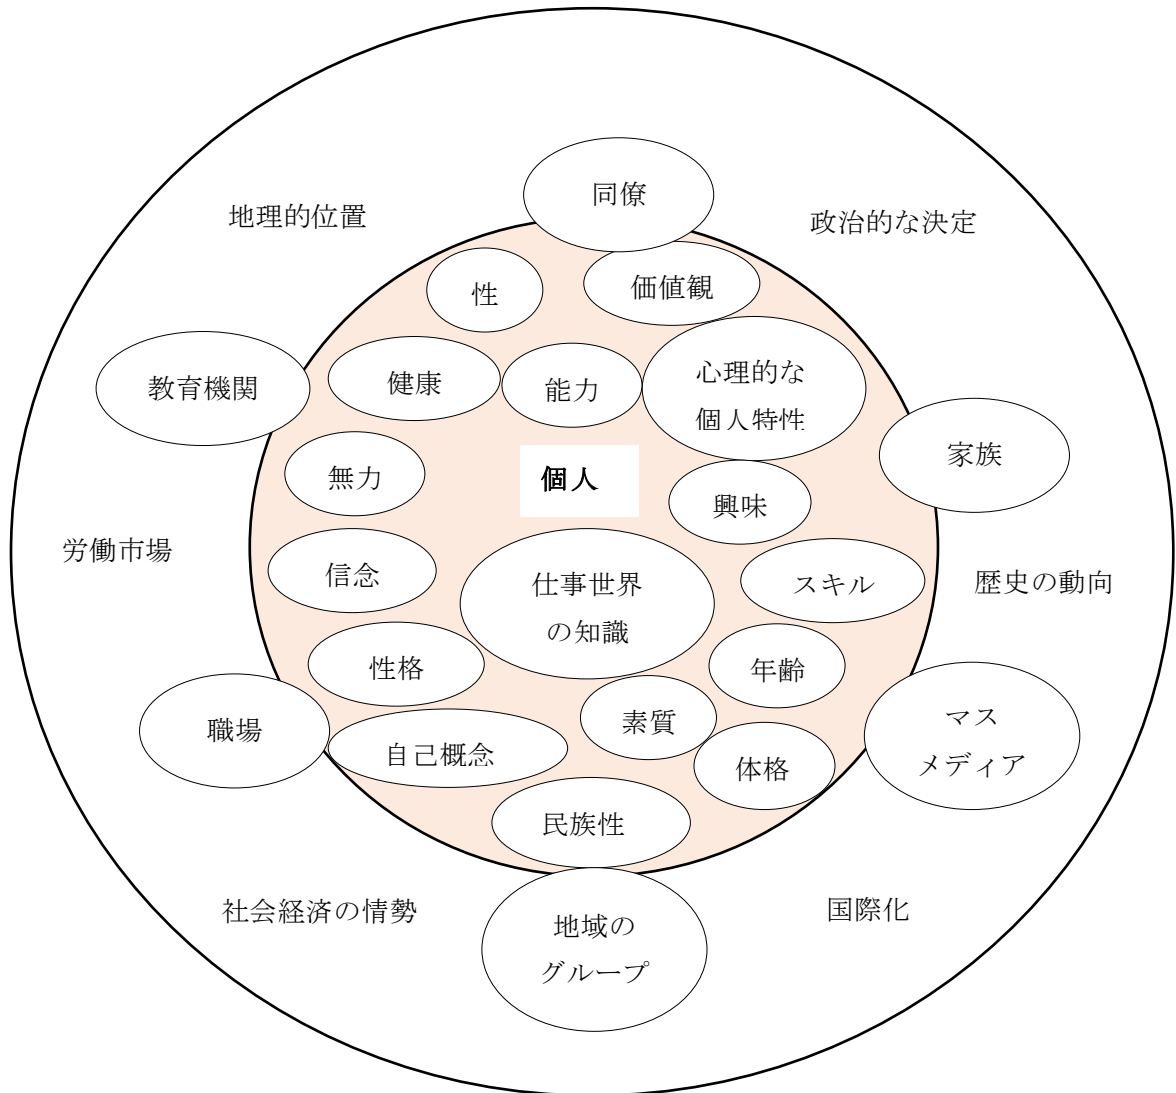 同僚
地理的位置
政治的な決定
性
価値観
教育機関
健康
能力
心理的な
個人特性
家族
無力
個人
興味
労働市場
信念
仕事世界
の知識
スキル
歴史の動向
性格
年齢
職場
自己概念
素質
体格
マス
メディア
民族性
社会経済の情勢
地域の
グループ
国際化